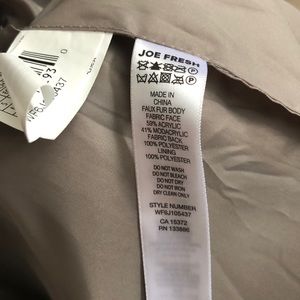 JOE FRESH
MADE IN
CHINA
FAUX FUR BODY
FABRIC FACE
59% ACRYLIC
41% MODACRYLIC
FABRIC BACK
100% POLYESTER
LINING
100% POLYESTER
DO NOT WASH
DO NOT BLEACH
DO NOT DRY
DO NOT IRON
DRY CLEAN ONLY
STYLE NUMBER
WF6J105437
CA 15372
RN 133886